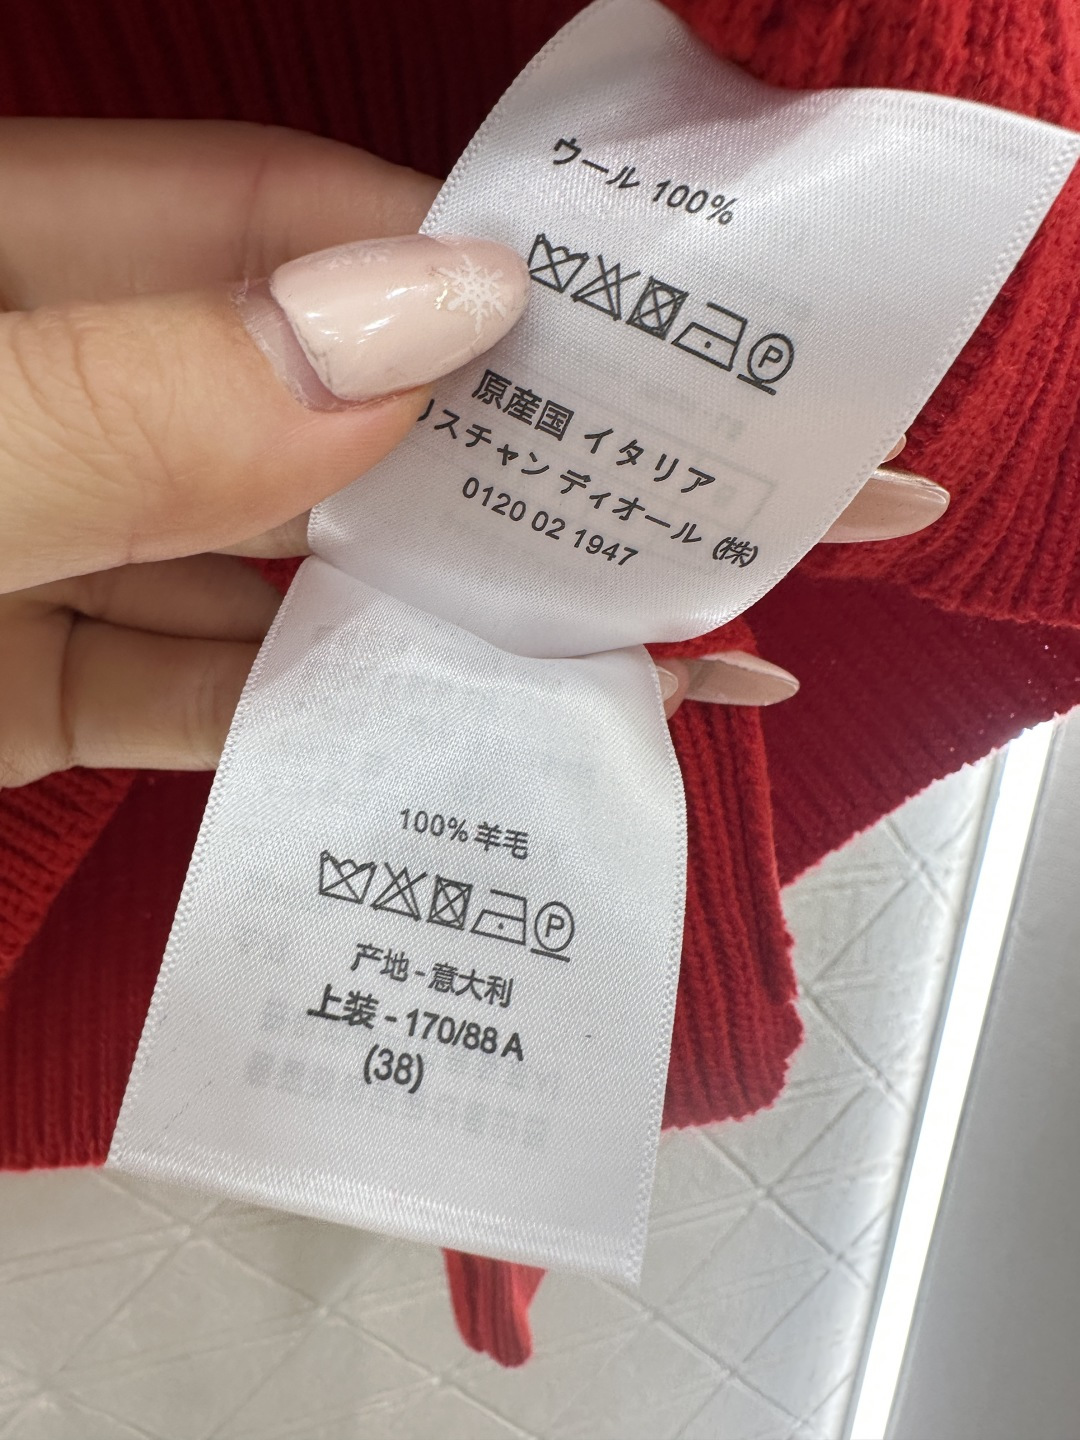 ウール 100%
P
原産国 イタリア
リスチャン ディオール (株)
0120 02 1947
100% 羊毛
P
产地 - 意大利
上装 - 170/88 A
(38)